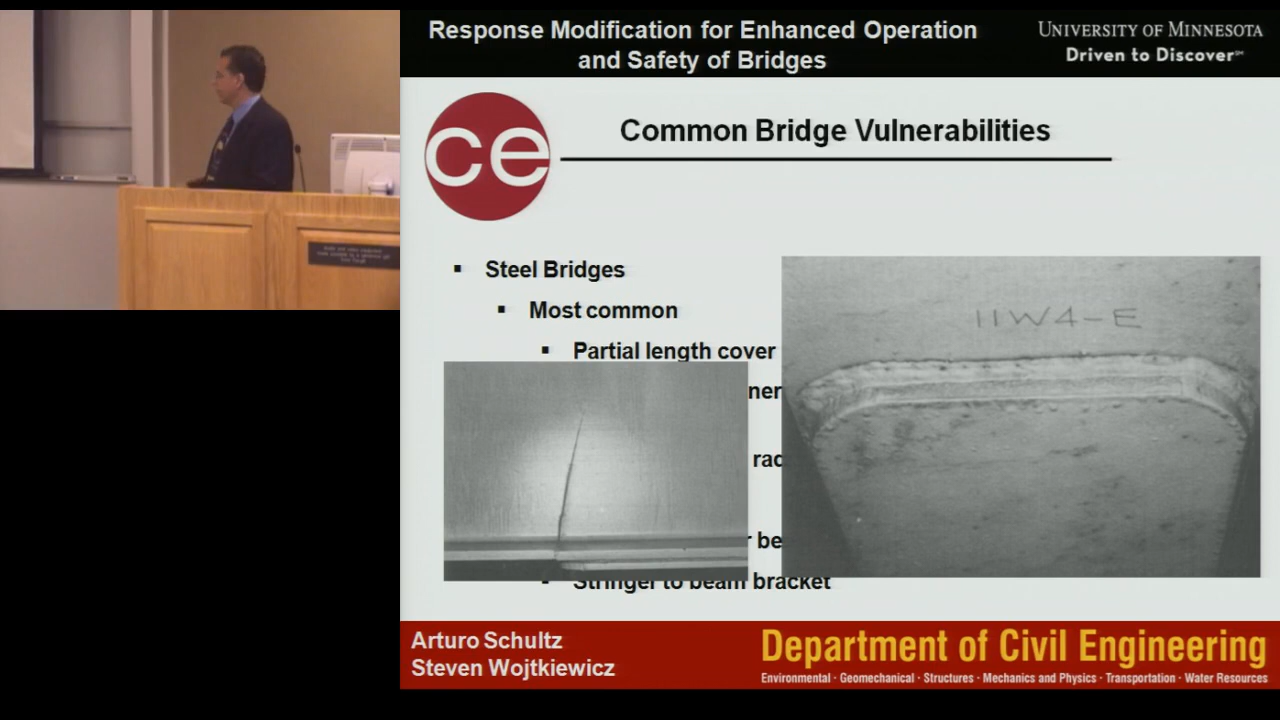 Response Modification for Enhanced Operation
and Safety of Bridges
UNIVERSITY OF MINNESOTA
Driven to Discover℠
ce
Common Bridge Vulnerabilities
▪ Steel Bridges
▪ Most common
▪ Partial length cover
ner
rac
be
Stringer to beam bracket
11W4-E
Arturo Schultz
Steven Wojtkiewicz
Department of Civil Engineering
Environmental · Geomechanical · Structures · Mechanics and Physics · Transportation · Water Resources